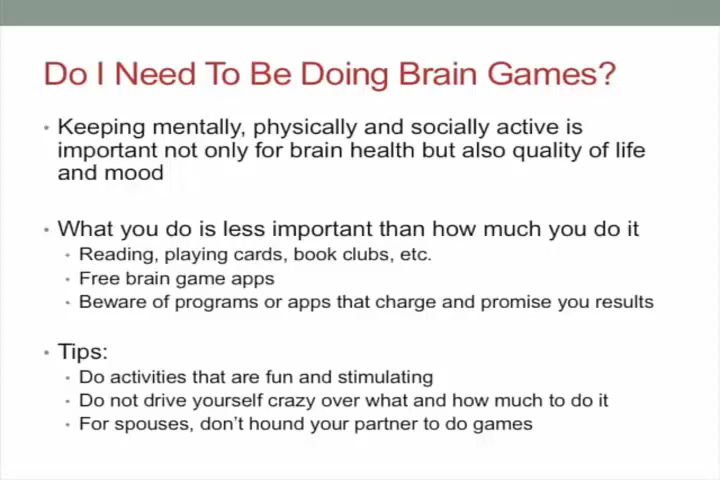 Do I Need To Be Doing Brain Games?
• Keeping mentally, physically and socially active is
important not only for brain health but also quality of life
and mood
• What you do is less important than how much you do it
• Reading, playing cards, book clubs, etc.
• Free brain game apps
• Beware of programs or apps that charge and promise you results
• Tips:
• Do activities that are fun and stimulating
• Do not drive yourself crazy over what and how much to do it
• For spouses, don't hound your partner to do games